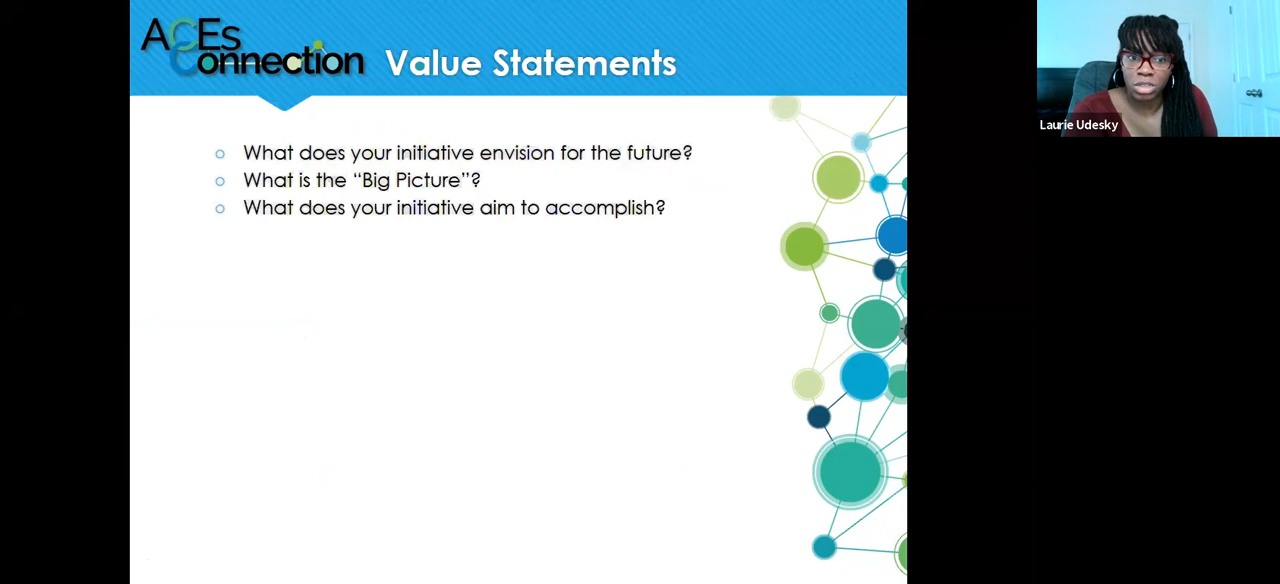 ACEs
Connection
Value Statements
Laurie Udesky
What does your initiative envision for the future?
What is the “Big Picture”?
What does your initiative aim to accomplish?